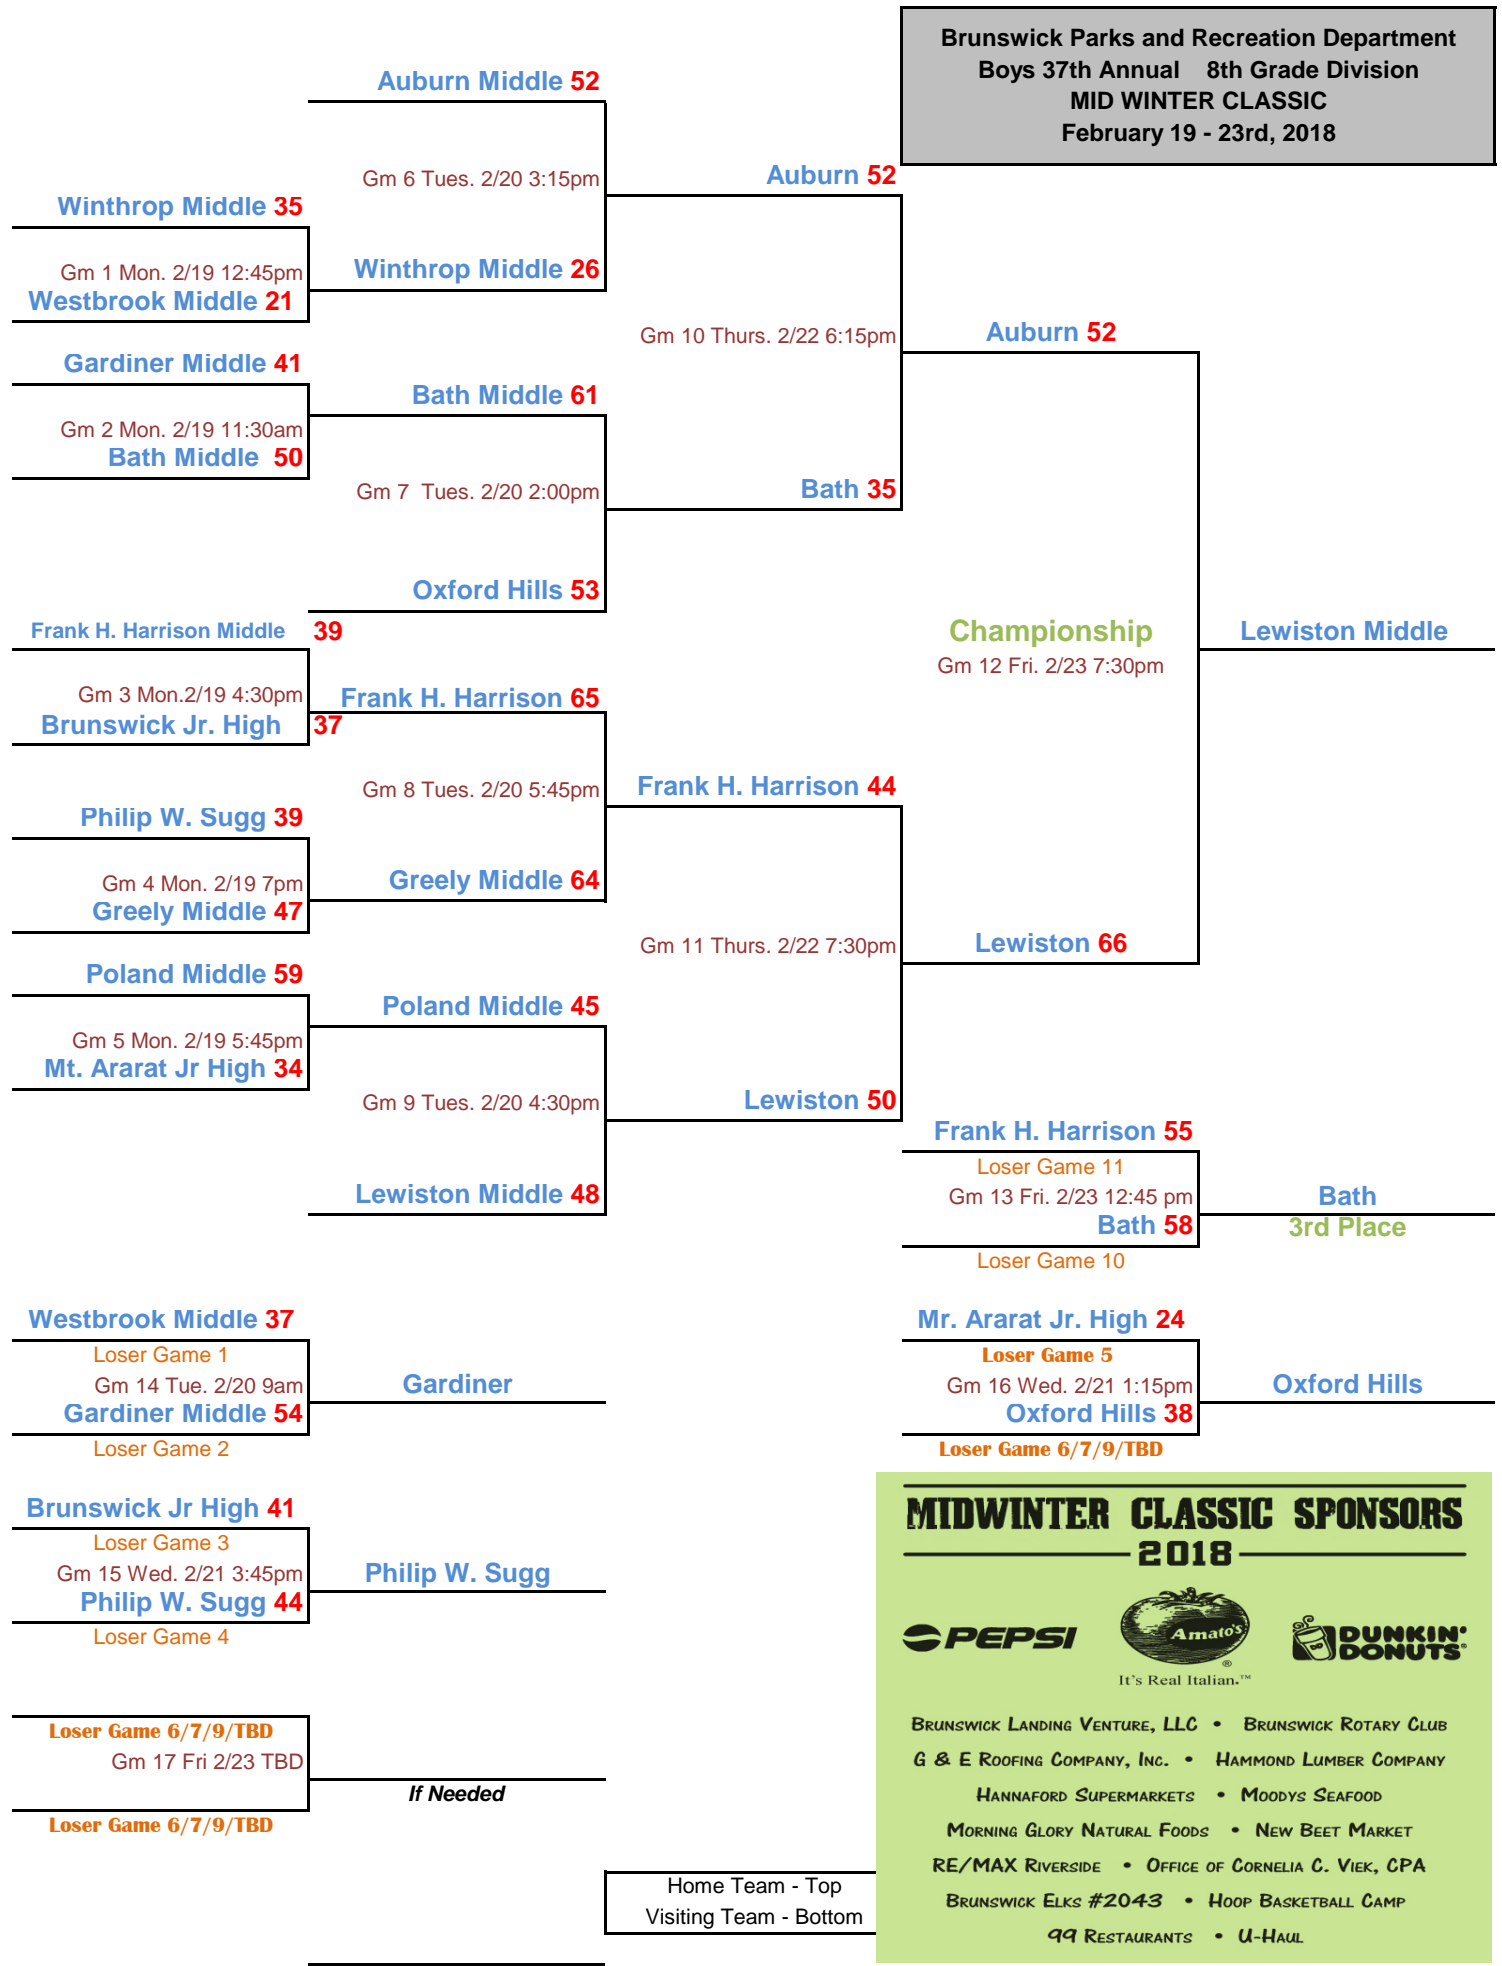 Brunswick Parks and Recreation Department
Boys 37th Annual 8th Grade Division
MID WINTER CLASSIC
February 19 - 23rd, 2018
Auburn Middle 52
Gm 6 Tues. 2/20 3:15pm
Auburn 52
Winthrop Middle 35
Gm 1 Mon. 2/19 12:45pm
Winthrop Middle 26
Westbrook Middle 21
Gm 10 Thurs. 2/22 6:15pm
Auburn 52
Gardiner Middle 41
Bath Middle 61
Gm 2 Mon. 2/19 11:30am
Bath Middle 50
Gm 7 Tues. 2/20 2:00pm
Bath 35
Oxford Hills 53
Frank H. Harrison Middle 39
Championship
Lewiston Middle
Gm 12 Fri. 2/23 7:30pm
Gm 3 Mon.2/19 4:30pm
Frank H. Harrison 65
Brunswick Jr. High 37
Gm 8 Tues. 2/20 5:45pm
Frank H. Harrison 44
Philip W. Sugg 39
Gm 4 Mon. 2/19 7pm
Greely Middle 64
Greely Middle 47
Gm 11 Thurs. 2/22 7:30pm
Lewiston 66
Poland Middle 59
Poland Middle 45
Gm 5 Mon. 2/19 5:45pm
Mt. Ararat Jr High 34
Gm 9 Tues. 2/20 4:30pm
Lewiston 50
Frank H. Harrison 55
Loser Game 11
Lewiston Middle 48
Gm 13 Fri. 2/23 12:45 pm
Bath
Bath 58
3rd Place
Loser Game 10
Westbrook Middle 37
Loser Game 1
Gm 14 Tue. 2/20 9am
Gardiner
Gardiner Middle 54
Loser Game 2
Mr. Ararat Jr. High 24
Loser Game 5
Gm 16 Wed. 2/21 1:15pm
Oxford Hills
Oxford Hills 38
Loser Game 6/7/9/TBD
Brunswick Jr High 41
Loser Game 3
Gm 15 Wed. 2/21 3:45pm
Philip W. Sugg
Philip W. Sugg 44
Loser Game 4
Loser Game 6/7/9/TBD
Gm 17 Fri 2/23 TBD
If Needed
Loser Game 6/7/9/TBD
Home Team - Top
Visiting Team - Bottom
MIDWINTER CLASSIC SPONSORS
2018
PEPSI
Amato's
®
It's Real Italian.™
DD
DUNKIN'
DONUTS®
BRUNSWICK LANDING VENTURE, LLC • BRUNSWICK ROTARY CLUB
G & E ROOFING COMPANY, INC. • HAMMOND LUMBER COMPANY
HANNAFORD SUPERMARKETS • MOODYS SEAFOOD
MORNING GLORY NATURAL FOODS • NEW BEET MARKET
RE/MAX RIVERSIDE • OFFICE OF CORNELIA C. VIEK, CPA
BRUNSWICK ELKS #2043 • HOOP BASKETBALL CAMP
99 RESTAURANTS • U-HAUL